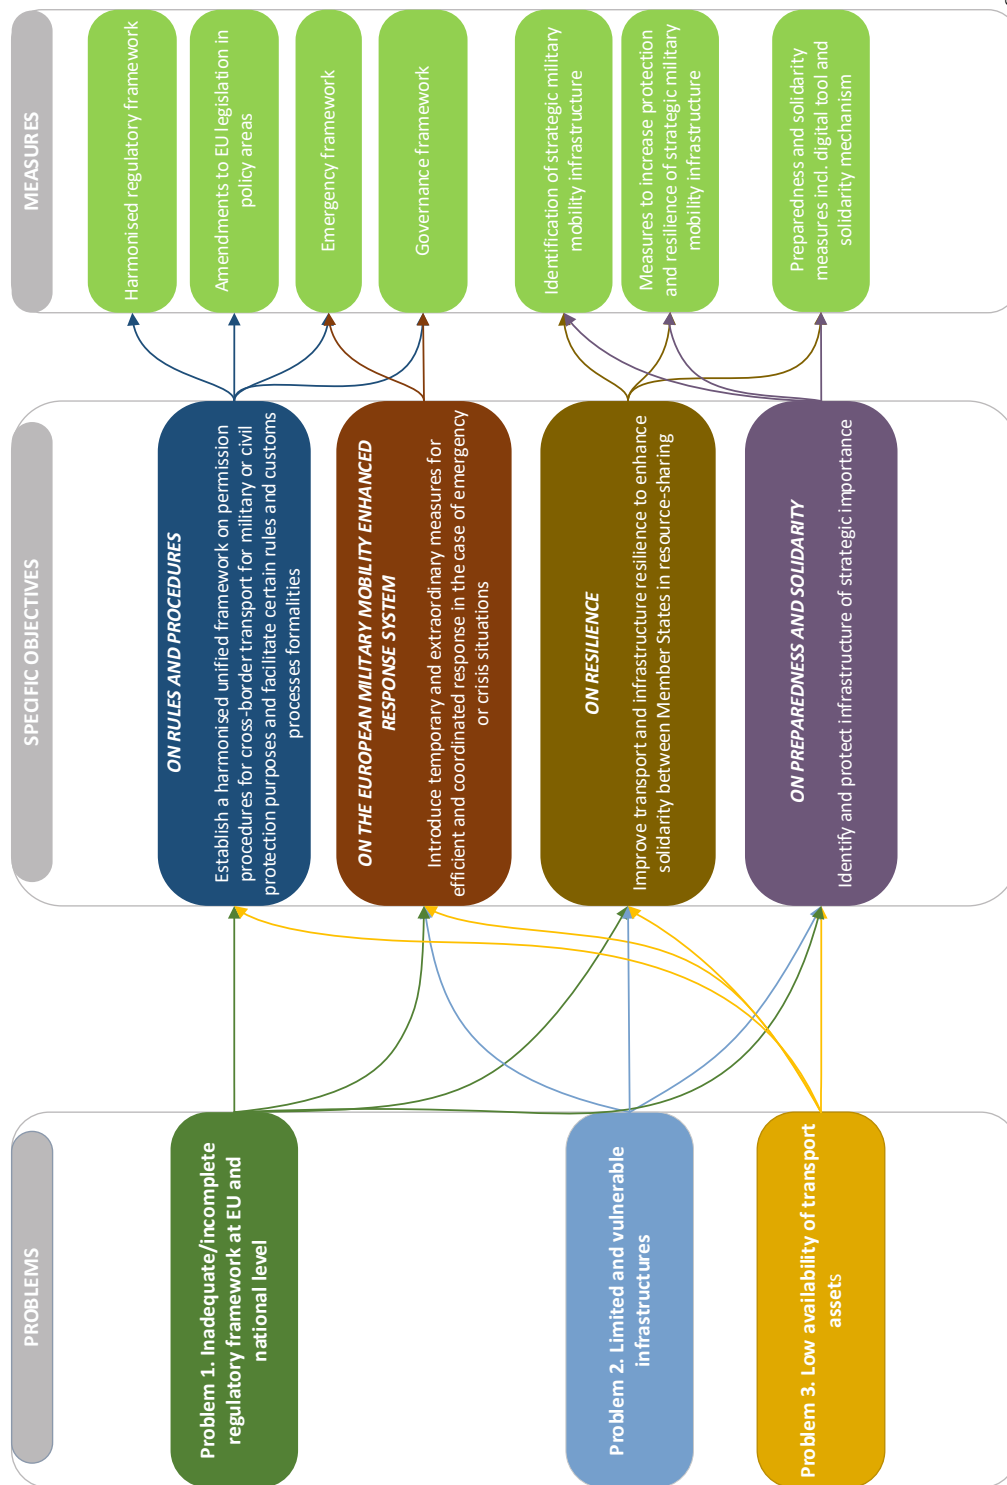 PROBLEMS
Problem 1. Inadequate/incomplete
regulatory framework at EU and
national level
Problem 2. Limited and vulnerable
infrastructures
Problem 3. Low availability of transport
assets
SPECIFIC OBJECTIVES
ON RULES AND PROCEDURES
Establish a harmonised unified framework on permission
procedures for cross-border transport for military or civil
protection purposes and facilitate certain rules and customs
processes formalities
ON THE EUROPEAN MILITARY MOBILITY ENHANCED
RESPONSE SYSTEM
Introduce temporary and extraordinary measures for
efficient and coordinated response in the case of emergency
or crisis situations
ON RESILIENCE
Improve transport and infrastructure resilience to enhance
solidarity between Member States in resource-sharing
ON PREPAREDNESS AND SOLIDARITY
Identify and protect infrastructure of strategic importance
MEASURES
Harmonised regulatory framework
Amendments to EU legislation in
policy areas
Emergency framework
Governance framework
Identification of strategic military
mobility infrastructure
Measures to increase protection
and resilience of strategic military
mobility infrastructure
Preparedness and solidarity
measures incl. digital tool and
solidarity mechanism